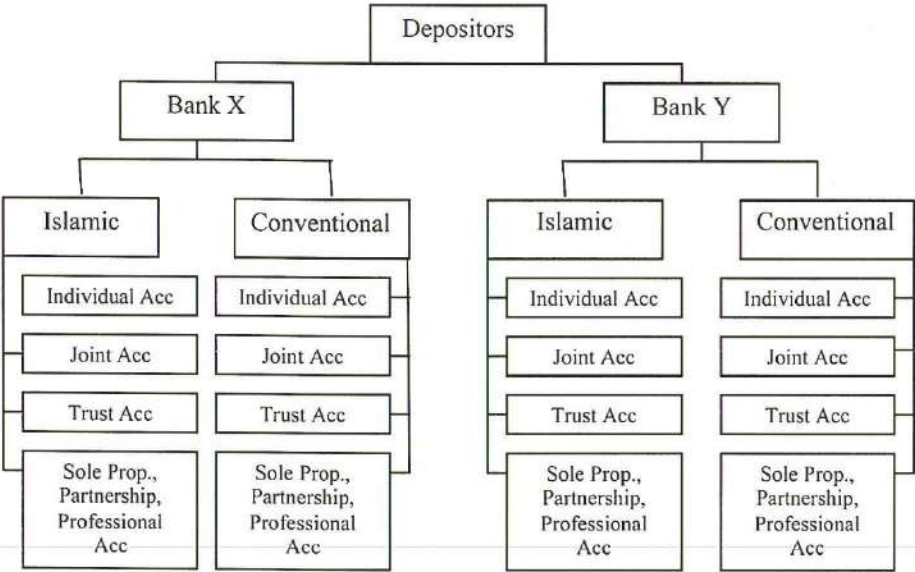 Depositors
Bank X
Bank Y
Islamic
Conventional
Islamic
Conventional
Individual Acc
Individual Acc
Individual Acc
Individual Acc
Joint Acc
Joint Acc
Joint Acc
Joint Acc
Trust Acc
Trust Acc
Trust Acc
Trust Acc
Sole Prop.,
Partnership,
Professional
Acc
Sole Prop.,
Partnership,
Professional
Acc
Sole Prop.,
Partnership,
Professional
Acc
Sole Prop.,
Partnership,
Professional
Acc